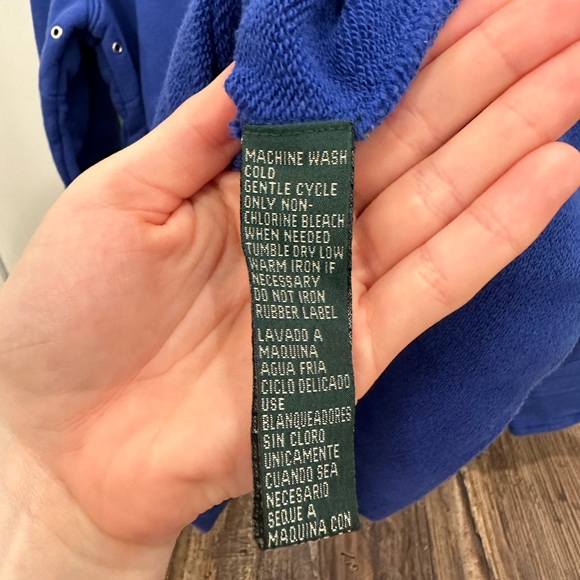 MACHINE WASH
COLD
GENTLE CYCLE
ONLY NON-
CHLORINE BLEACH
WHEN NEEDED
TUMBLE DRY LOW
WARM IRON IF
NECESSARY
DO NOT IRON
RUBBER LABEL
LAVADO A
MAQUINA
AGUA FRIA
CICLO DELICADO
USE
BLANQUEADORES
SIN CLORO
UNICAMENTE
CUANDO SEA
NECESARIO
SEQUE A
MAQUINA CON